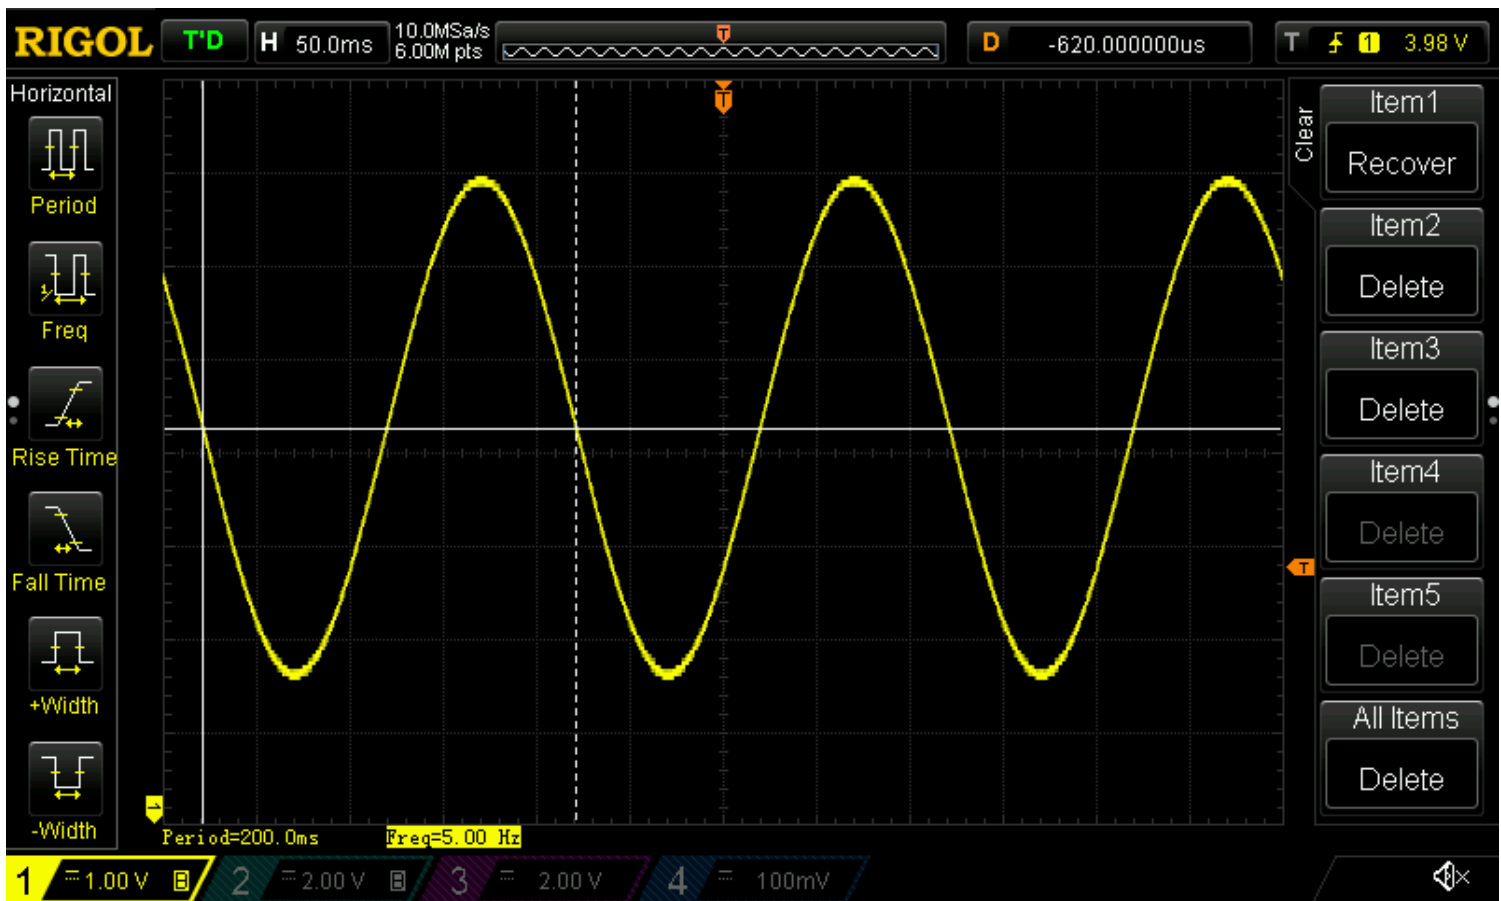 RIGOL T'D H 50.0ms 10.0MSa/s 6.00M pts T D -620.000000us T 1 3.98 V
Horizontal
Period
Freq
Rise Time
Fall Time
+Width
-Width
T
T
Clear
Item1
Recover
Item2
Delete
Item3
Delete
Item4
Delete
Item5
Delete
All Items
Delete
Period=200.0ms Freq=5.00 Hz
1 1.00 V B 2 2.00 V B 3 2.00 V 4 100mV